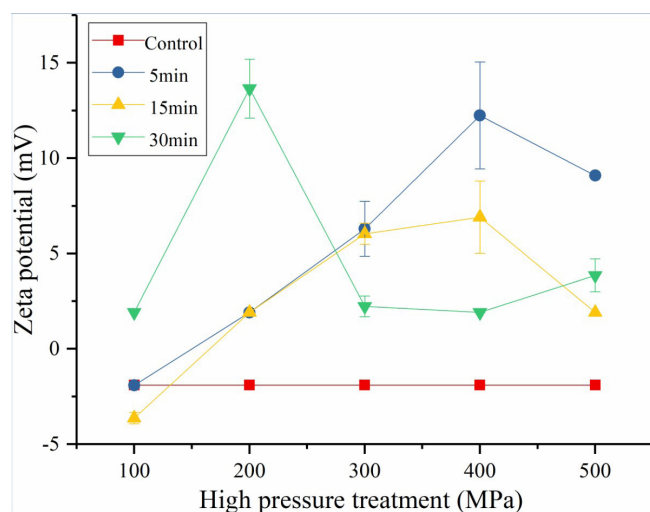 Control
5min
15min
30min
15
10
5
0
-5
Zeta potential (mV)
100 200 300 400 500
High pressure treatment (MPa)